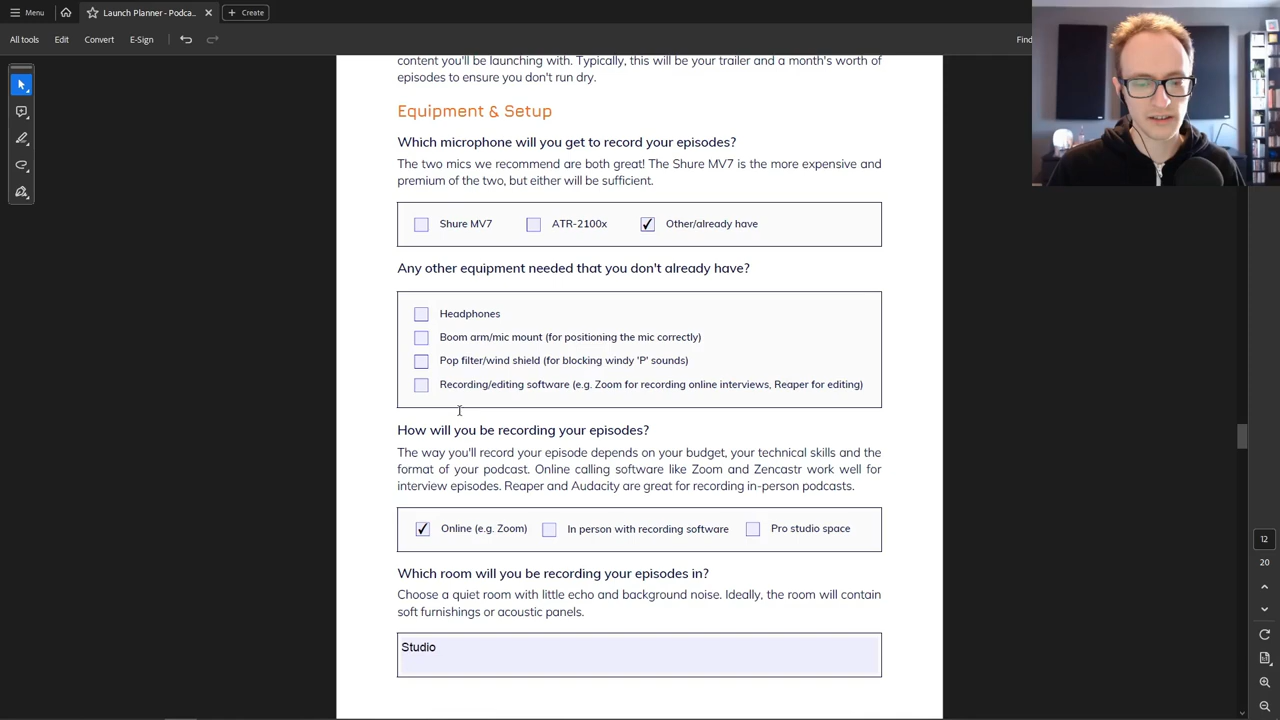 Menu
Launch Planner - Podca...
Create
All tools
Edit
Convert
E-Sign
Find
content you'll be launching with. Typically, this will be your trailer and a month's worth of
episodes to ensure you don't run dry.
Equipment & Setup
Which microphone will you get to record your episodes?
The two mics we recommend are both great! The Shure MV7 is the more expensive and
premium of the two, but either will be sufficient.
Shure MV7 ATR-2100x Other/already have
Any other equipment needed that you don't already have?
Headphones
Boom arm/mic mount (for positioning the mic correctly)
Pop filter/wind shield (for blocking windy 'P' sounds)
Recording/editing software (e.g. Zoom for recording online interviews, Reaper for editing)
How will you be recording your episodes?
The way you'll record your episode depends on your budget, your technical skills and the
format of your podcast. Online calling software like Zoom and Zencastr work well for
interview episodes. Reaper and Audacity are great for recording in-person podcasts.
Online (e.g. Zoom) In person with recording software Pro studio space
Which room will you be recording your episodes in?
Choose a quiet room with little echo and background noise. Ideally, the room will contain
soft furnishings or acoustic panels.
Studio
12
20